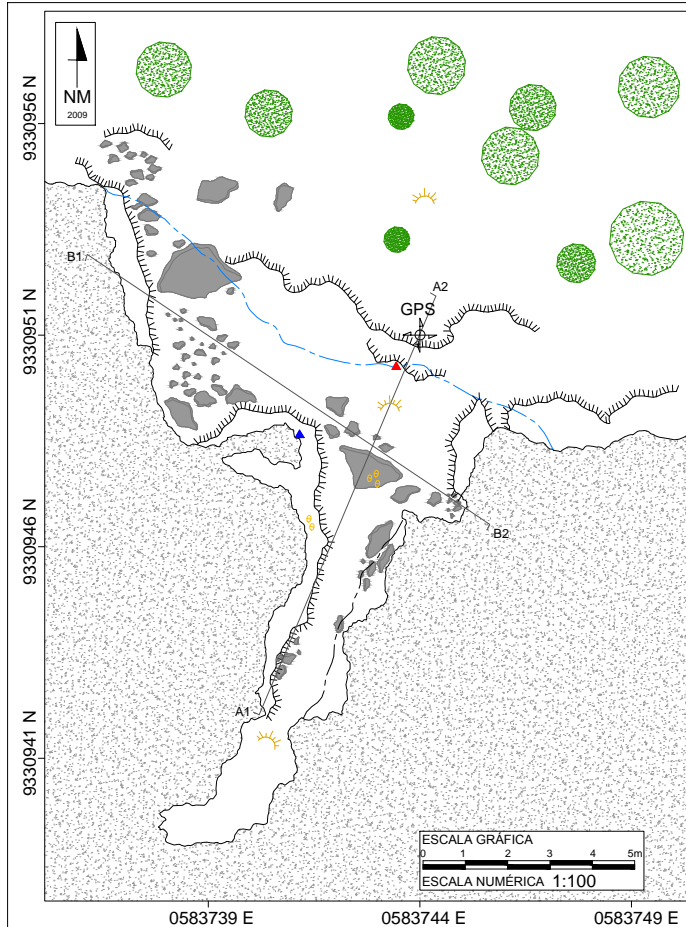 NM
2009
9330956 N
B1
A2
GPS
9330951 N
9330946 N
B2
A1
9330941 N
ESCALA GRÁFICA
0 1 2 3 4 5m
ESCALA NUMÉRICA 1:100
0583739 E 0583744 E 0583749 E